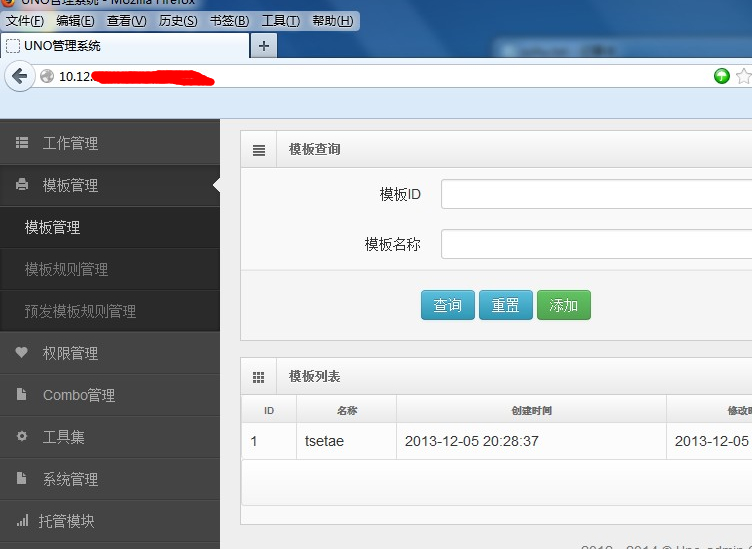 UNO管理系统 - Mozilla Firefox
文件(F) 编辑(E) 查看(V) 历史(S) 书签(B) 工具(T) 帮助(H)
UNO管理系统
10.12.
工作管理
模板管理
模板管理
模板规则管理
预发模板规则管理
权限管理
Combo管理
工具集
系统管理
托管模块
模板查询
模板ID
模板名称
查询 重置 添加
模板列表
ID 名称 创建时间 修改时
1 tsetae 2013-12-05 20:28:37 2013-12-05